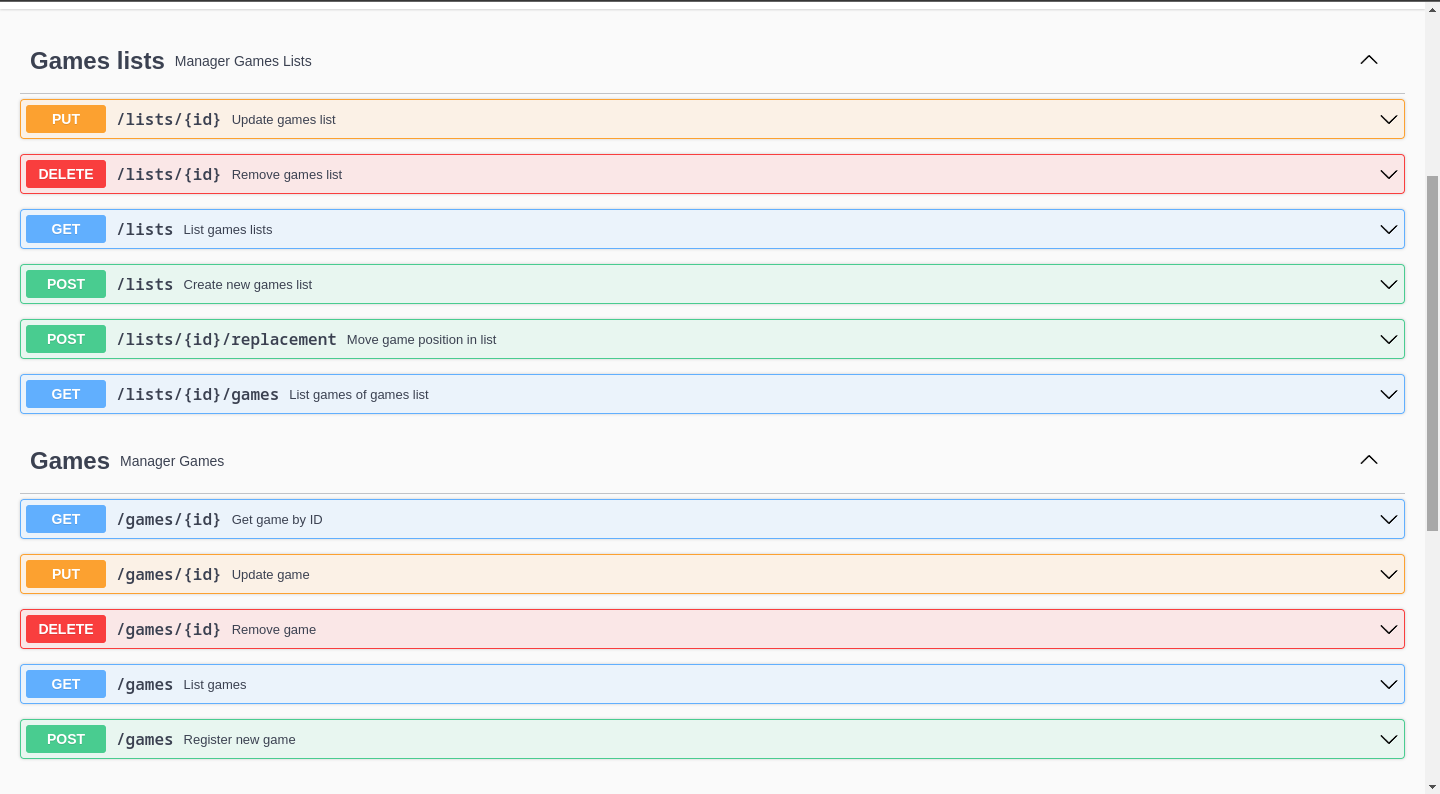 Games lists Manager Games Lists
PUT /lists/{id} Update games list
DELETE /lists/{id} Remove games list
GET /lists List games lists
POST /lists Create new games list
POST /lists/{id}/replacement Move game position in list
GET /lists/{id}/games List games of games list
Games Manager Games
GET /games/{id} Get game by ID
PUT /games/{id} Update game
DELETE /games/{id} Remove game
GET /games List games
POST /games Register new game